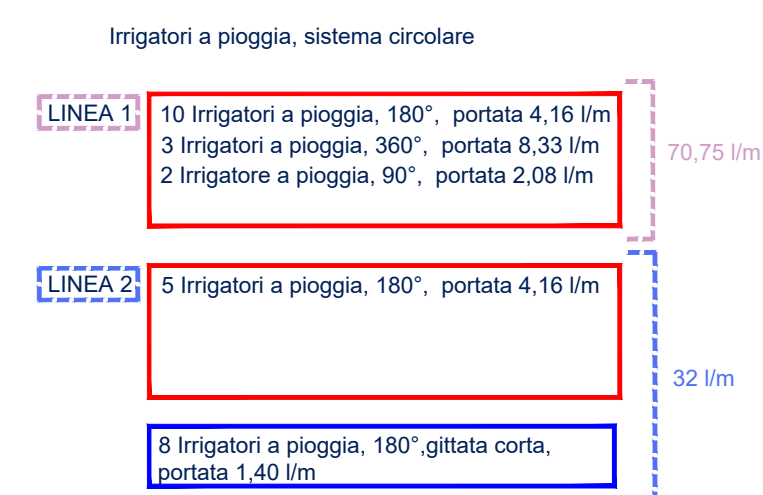 Irrigatori a pioggia, sistema circolare
LINEA 1
10 Irrigatori a pioggia, 180°, portata 4,16 l/m
3 Irrigatori a pioggia, 360°, portata 8,33 l/m
2 Irrigatore a pioggia, 90°, portata 2,08 l/m
70,75 l/m
LINEA 2
5 Irrigatori a pioggia, 180°, portata 4,16 l/m
32 l/m
8 Irrigatori a pioggia, 180°,gittata corta,
portata 1,40 l/m